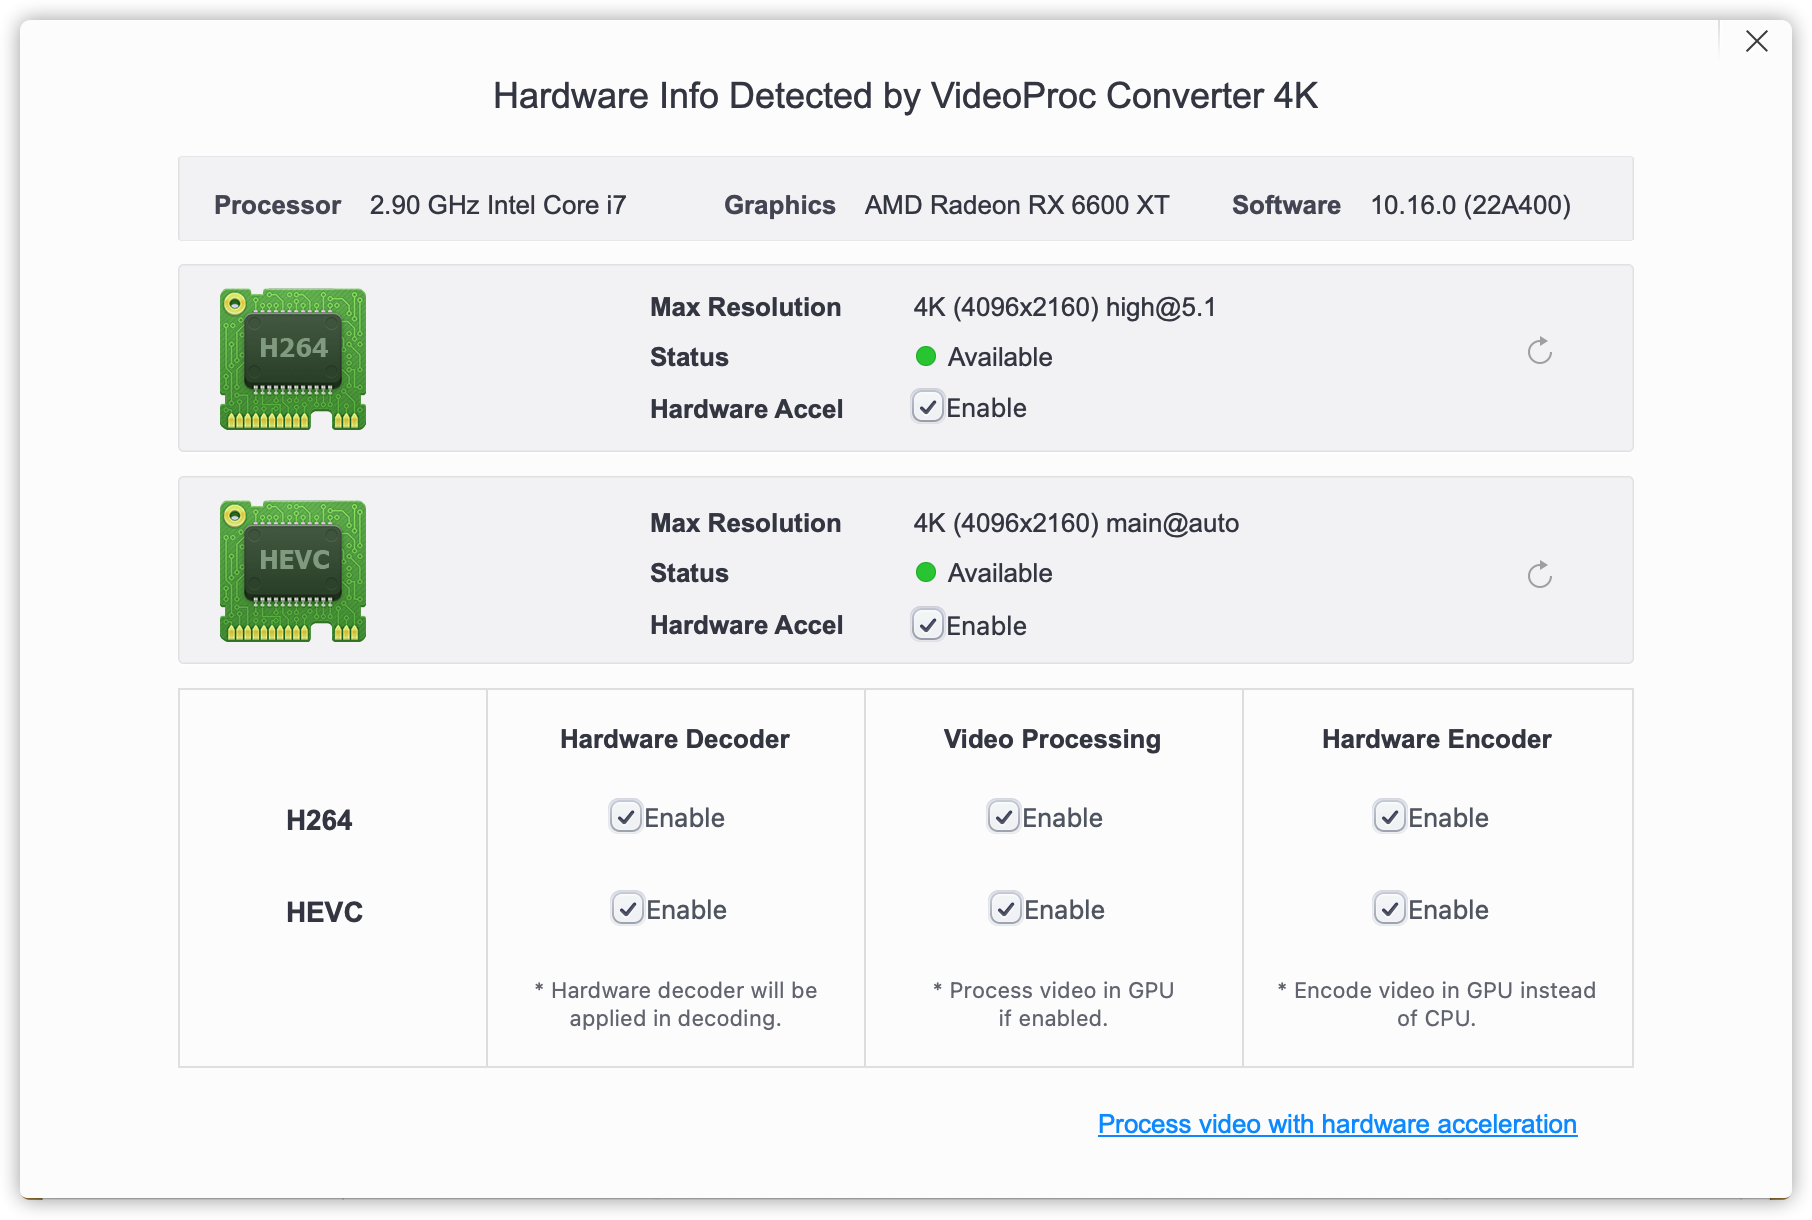 Hardware Info Detected by VideoProc Converter 4K
Processor 2.90 GHz Intel Core i7 Graphics AMD Radeon RX 6600 XT Software 10.16.0 (22A400)
H264
Max Resolution 4K (4096x2160) high@5.1
Status Available
Hardware Accel Enable
HEVC
Max Resolution 4K (4096x2160) main@auto
Status Available
Hardware Accel Enable
Hardware Decoder Video Processing Hardware Encoder
H264 Enable Enable Enable
HEVC Enable Enable Enable
* Hardware decoder will be
applied in decoding.
* Process video in GPU
if enabled.
* Encode video in GPU instead
of CPU.
Process video with hardware acceleration